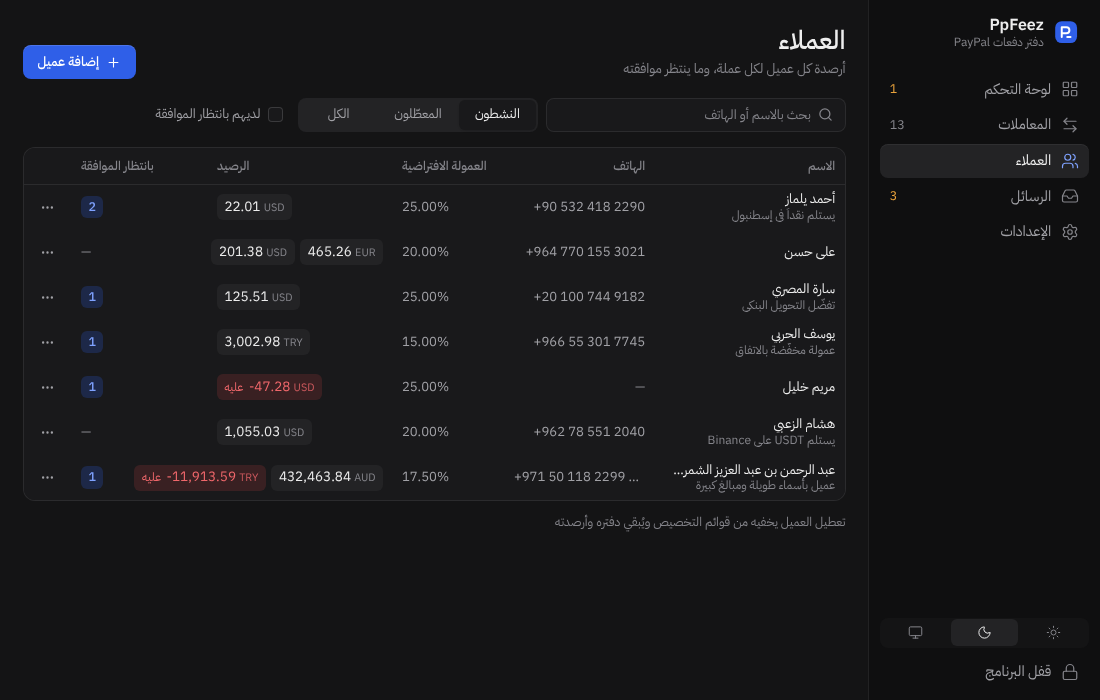 PpFeez
دفتر دفعات PayPal
لوحة التحكم 1
المعاملات 13
العملاء
الرسائل 3
الإعدادات
قفل البرنامج
العملاء
أرصدة كل عميل لكل عملة، وما ينتظر موافقته
إضافة عميل
بحث بالاسم أو الهاتف
النشطون المعطّلون الكل
لديهم بانتظار الموافقة
الاسم الهاتف العمولة الافتراضية الرصيد بانتظار الموافقة
أحمد يلماز +90 532 418 2290 25.00% 22.01 USD 2
يستلم نقداً في إسطنبول
علي حسن +964 770 155 3021 20.00% 465.26 EUR 201.38 USD —
سارة المصري +20 100 744 9182 25.00% 125.51 USD 1
تفضّل التحويل البنكي
يوسف الحربي +966 55 301 7745 15.00% 3,002.98 TRY 1
عمولة مخفّضة بالاتفاق
مريم خليل — 25.00% -47.28 USD عليه 1
هشام الزعبي +962 78 551 2040 20.00% 1,055.03 USD —
يستلم USDT على Binance
عبد الرحمن بن عبد العزيز الشمر... +971 50 118 2299 ... 17.50% 432,463.84 AUD -11,913.59 TRY عليه 1
عميل بأسماء طويلة ومبالغ كبيرة
تعطيل العميل يخفيه من قوائم التخصيص ويُبقي دفتره وأرصدته